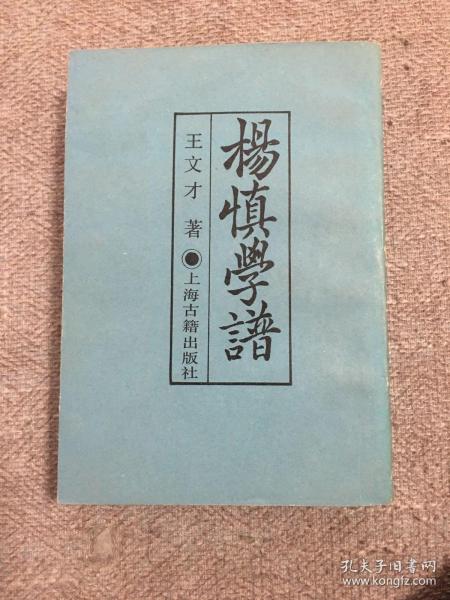 楊慎學譜
王文才 著
上海古籍出版社
孔夫子旧书网
www.kongfz.com